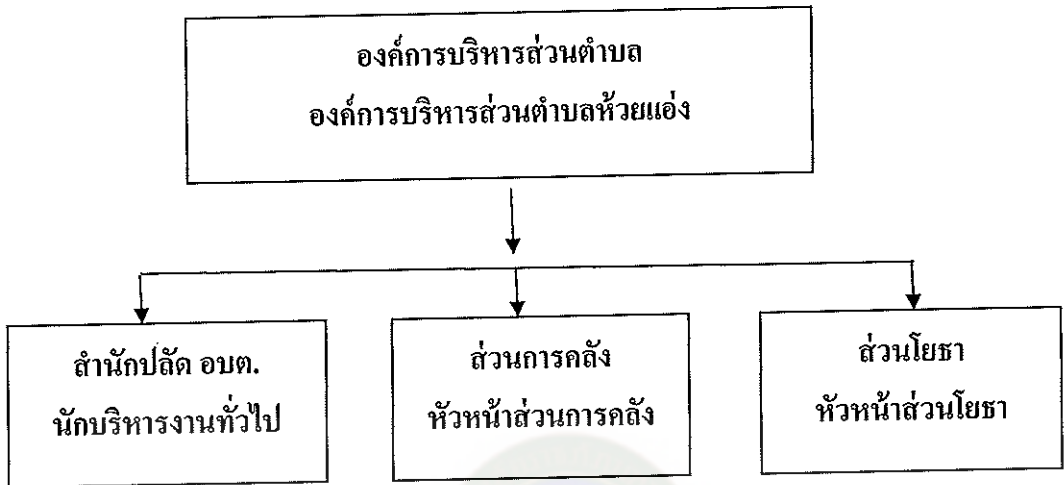 องค์การบริหารส่วนตำบล
องค์การบริหารส่วนตำบลห้วยแอ่ง
สำนักปลัด อบต.
นักบริหารงานทั่วไป
ส่วนการคลัง
หัวหน้าส่วนการคลัง
ส่วนโยธา
หัวหน้าส่วนโยธา